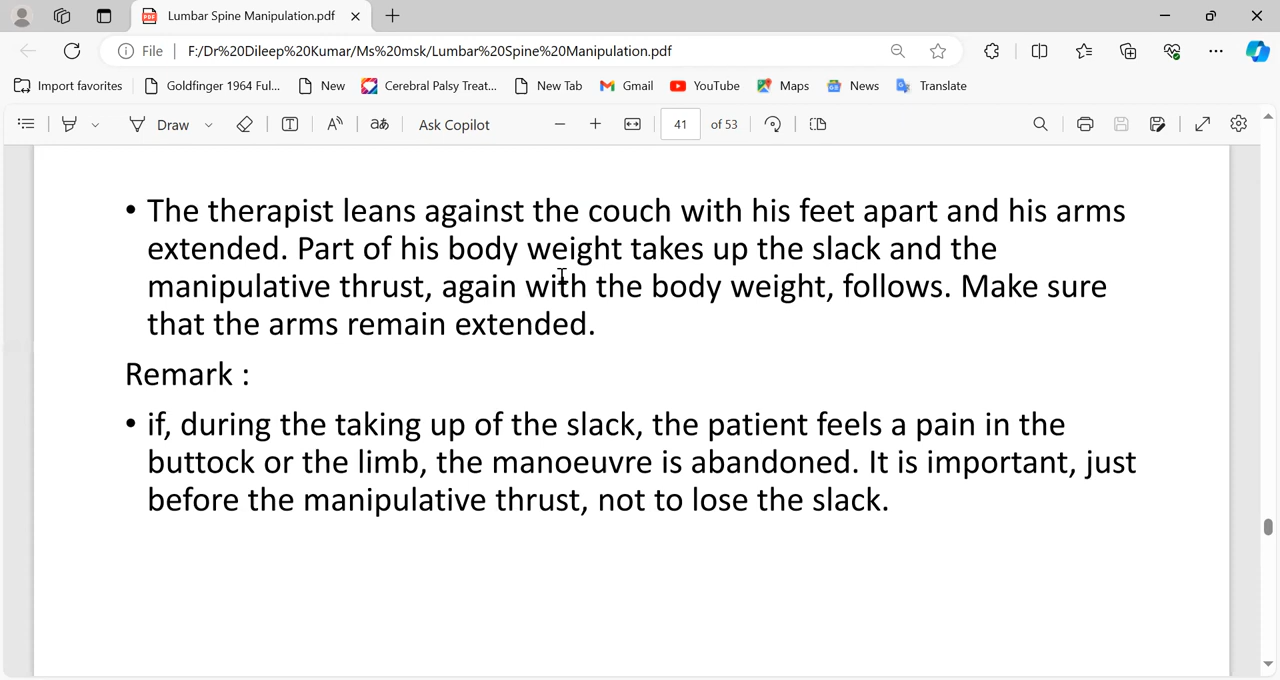 Lumbar Spine Manipulation.pdf
File F:/Dr%20Dileep%20Kumar/Ms%20msk/Lumbar%20Spine%20Manipulation.pdf
Import favorites Goldfinger 1964 Ful... New Cerebral Palsy Treat... New Tab Gmail YouTube Maps News Translate
Draw Ask Copilot 41 of 53
• The therapist leans against the couch with his feet apart and his arms
extended. Part of his body weight takes up the slack and the
manipulative thrust, again with the body weight, follows. Make sure
that the arms remain extended.
Remark :
• if, during the taking up of the slack, the patient feels a pain in the
buttock or the limb, the manoeuvre is abandoned. It is important, just
before the manipulative thrust, not to lose the slack.